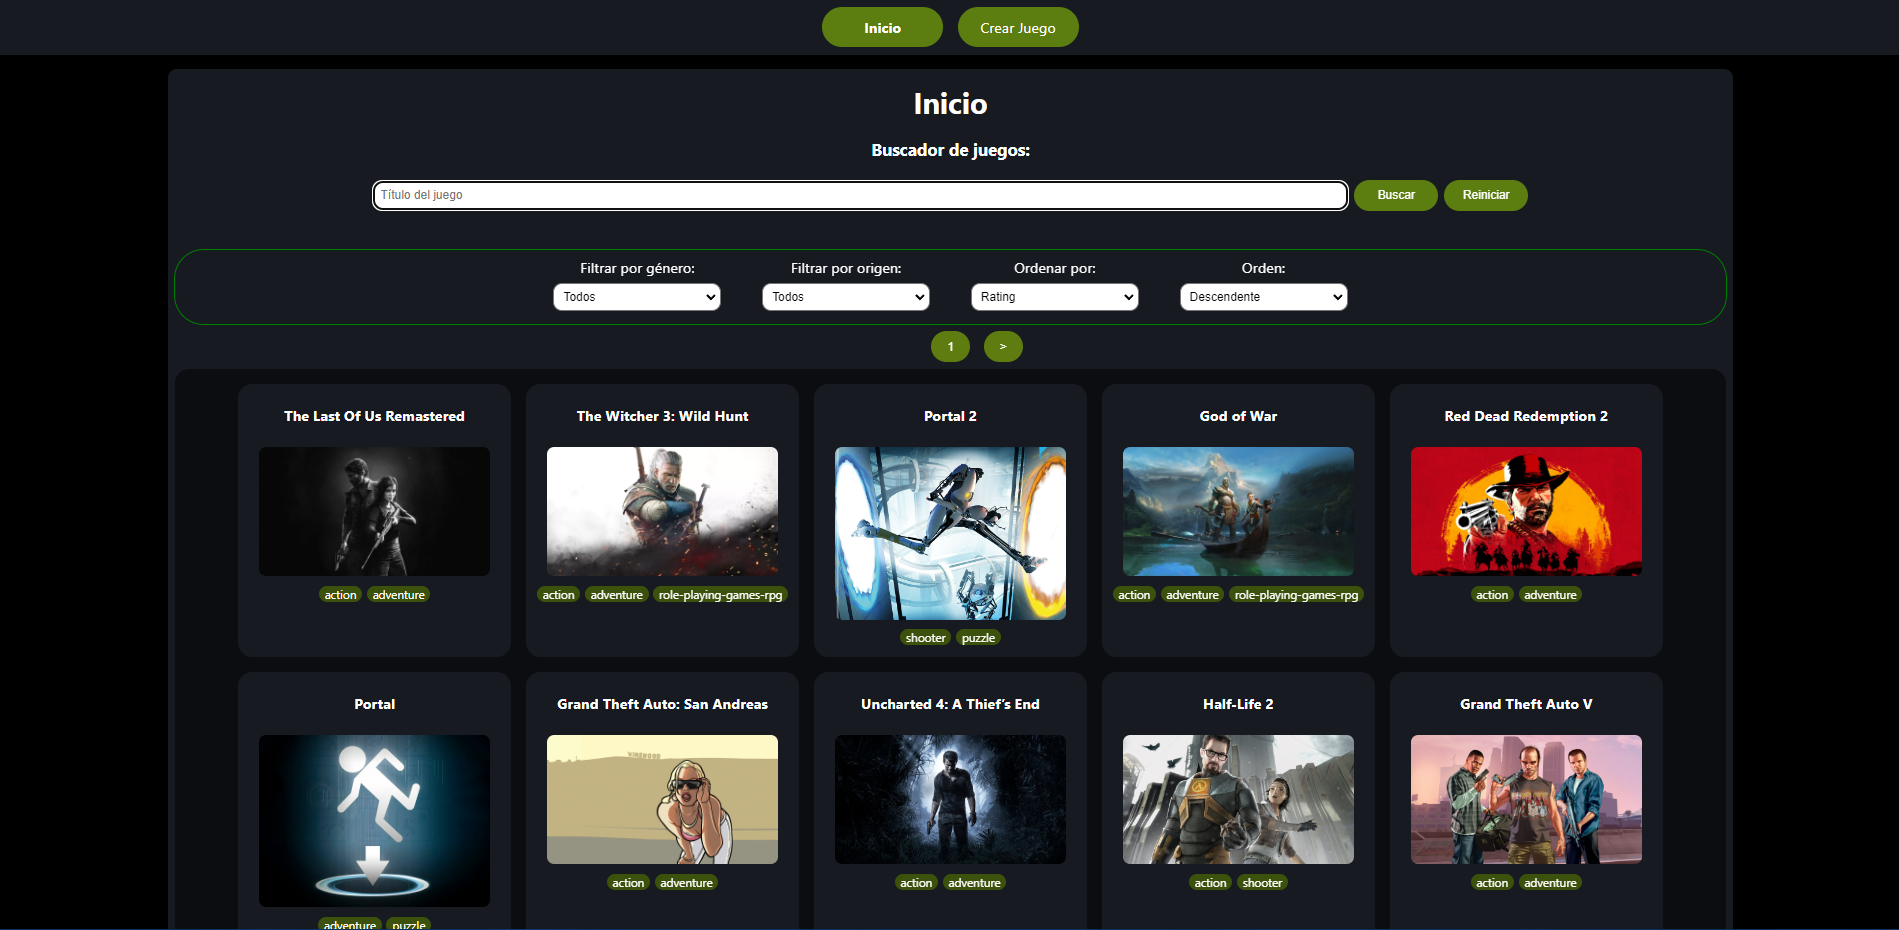 Inicio
Crear Juego
Inicio
Buscador de juegos:
Título del juego
Buscar
Reiniciar
Filtrar por género:
Filtrar por origen:
Ordenar por:
Orden:
Todos
Todos
Rating
Descendente
1
>
The Last Of Us Remastered
The Witcher 3: Wild Hunt
Portal 2
God of War
Red Dead Redemption 2
action adventure
action adventure role-playing-games-rpg
shooter puzzle
action adventure role-playing-games-rpg
action adventure
Portal
Grand Theft Auto: San Andreas
Uncharted 4: A Thief’s End
Half-Life 2
Grand Theft Auto V
VINEWOOD
adventure puzzle
action adventure
action adventure
action shooter
action adventure